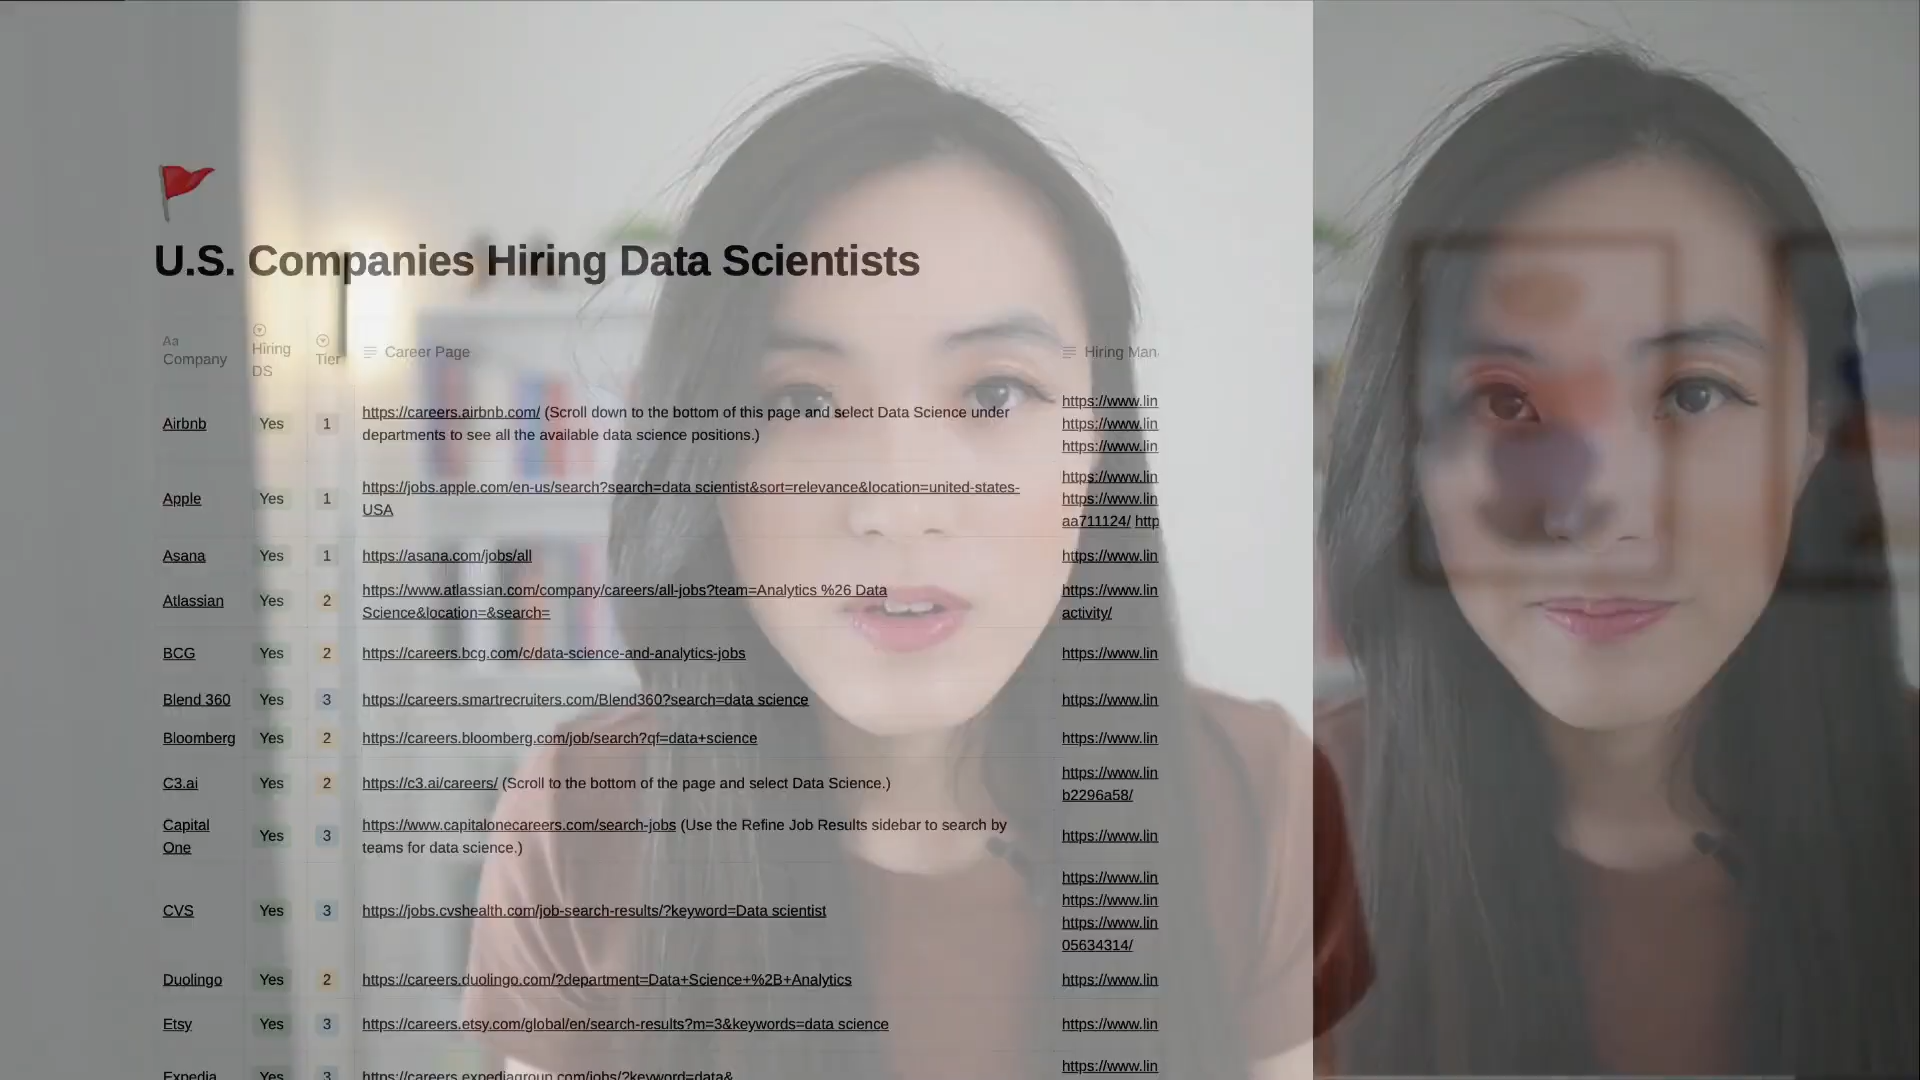 U.S. Companies Hiring Data Scientists
Aa Company
Hiring DS
Tier
Career Page
Hiring Man
Airbnb Yes 1 https://careers.airbnb.com/ (Scroll down to the bottom of this page and select Data Science under
departments to see all the available data science positions.)
https://www.lin
https://www.lin
https://www.lin
Apple Yes 1 https://jobs.apple.com/en-us/search?search=data scientist&sort=relevance&location=united-states-
USA
https://www.lin
https://www.lin
aa711124/ http
Asana Yes 1 https://asana.com/jobs/all https://www.lin
Atlassian Yes 2 https://www.atlassian.com/company/careers/all-jobs?team=Analytics %26 Data
Science&location=&search=
https://www.lin
activity/
BCG Yes 2 https://careers.bcg.com/c/data-science-and-analytics-jobs https://www.lin
Blend 360 Yes 3 https://careers.smartrecruiters.com/Blend360?search=data science https://www.lin
Bloomberg Yes 2 https://careers.bloomberg.com/job/search?qf=data+science https://www.lin
C3.ai Yes 2 https://c3.ai/careers/ (Scroll to the bottom of the page and select Data Science.)
https://www.lin
b2296a58/
Capital
One
Yes 3 https://www.capitalonecareers.com/search-jobs (Use the Refine Job Results sidebar to search by
teams for data science.)
https://www.lin
CVS Yes 3 https://jobs.cvshealth.com/job-search-results/?keyword=Data scientist
https://www.lin
https://www.lin
https://www.lin
05634314/
Duolingo Yes 2 https://careers.duolingo.com/?department=Data+Science+%2B+Analytics https://www.lin
Etsy Yes 3 https://careers.etsy.com/global/en/search-results?m=3&keywords=data science https://www.lin
Expedia Yes 3 https://careers.expediagroup.com/jobs/?keyword=data& https://www.lin